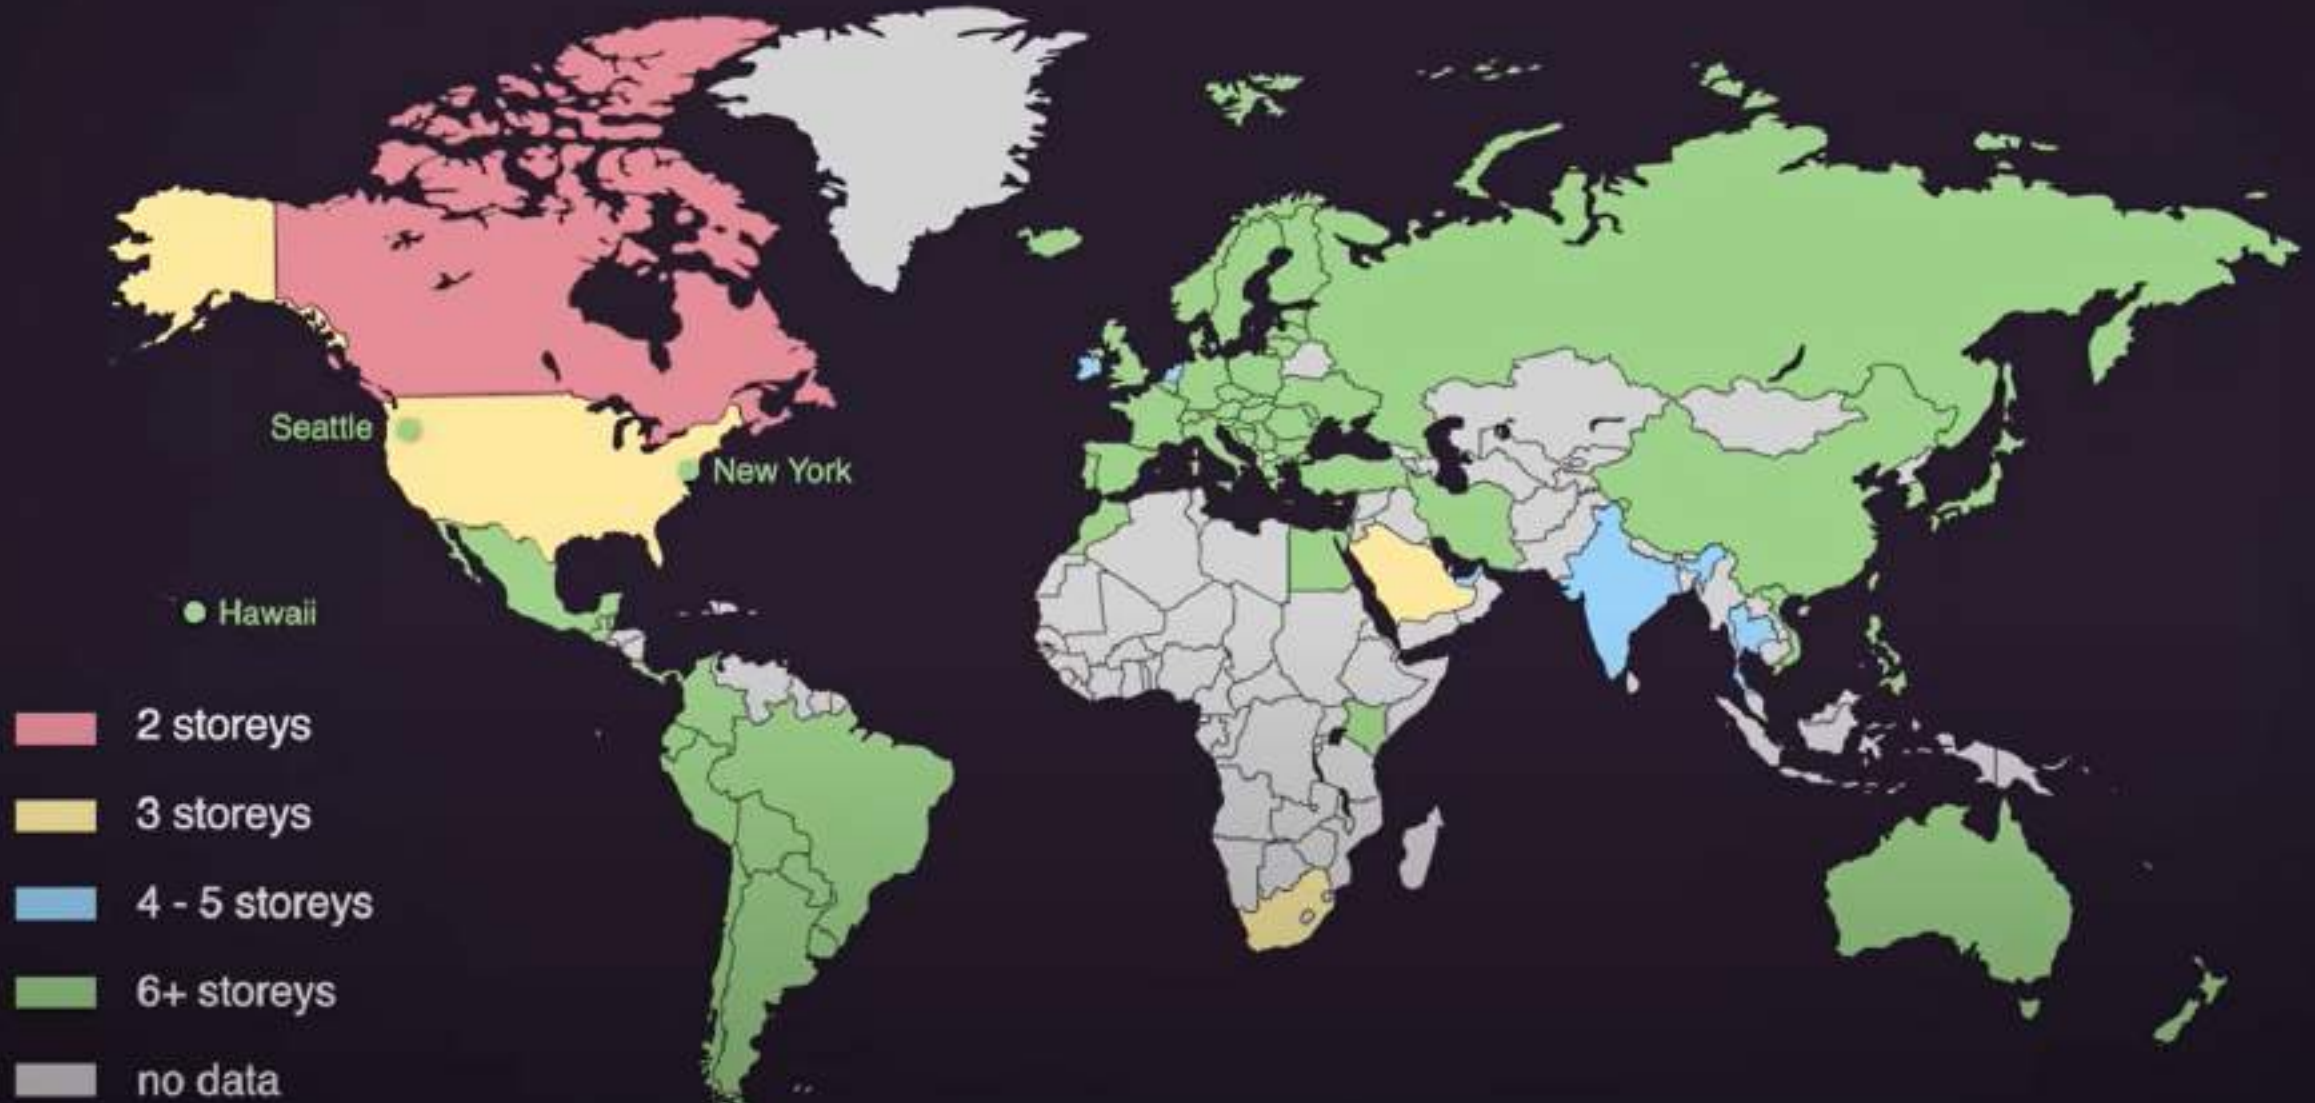 Seattle
New York
Hawaii
2 storeys
3 storeys
4 - 5 storeys
6+ storeys
no data